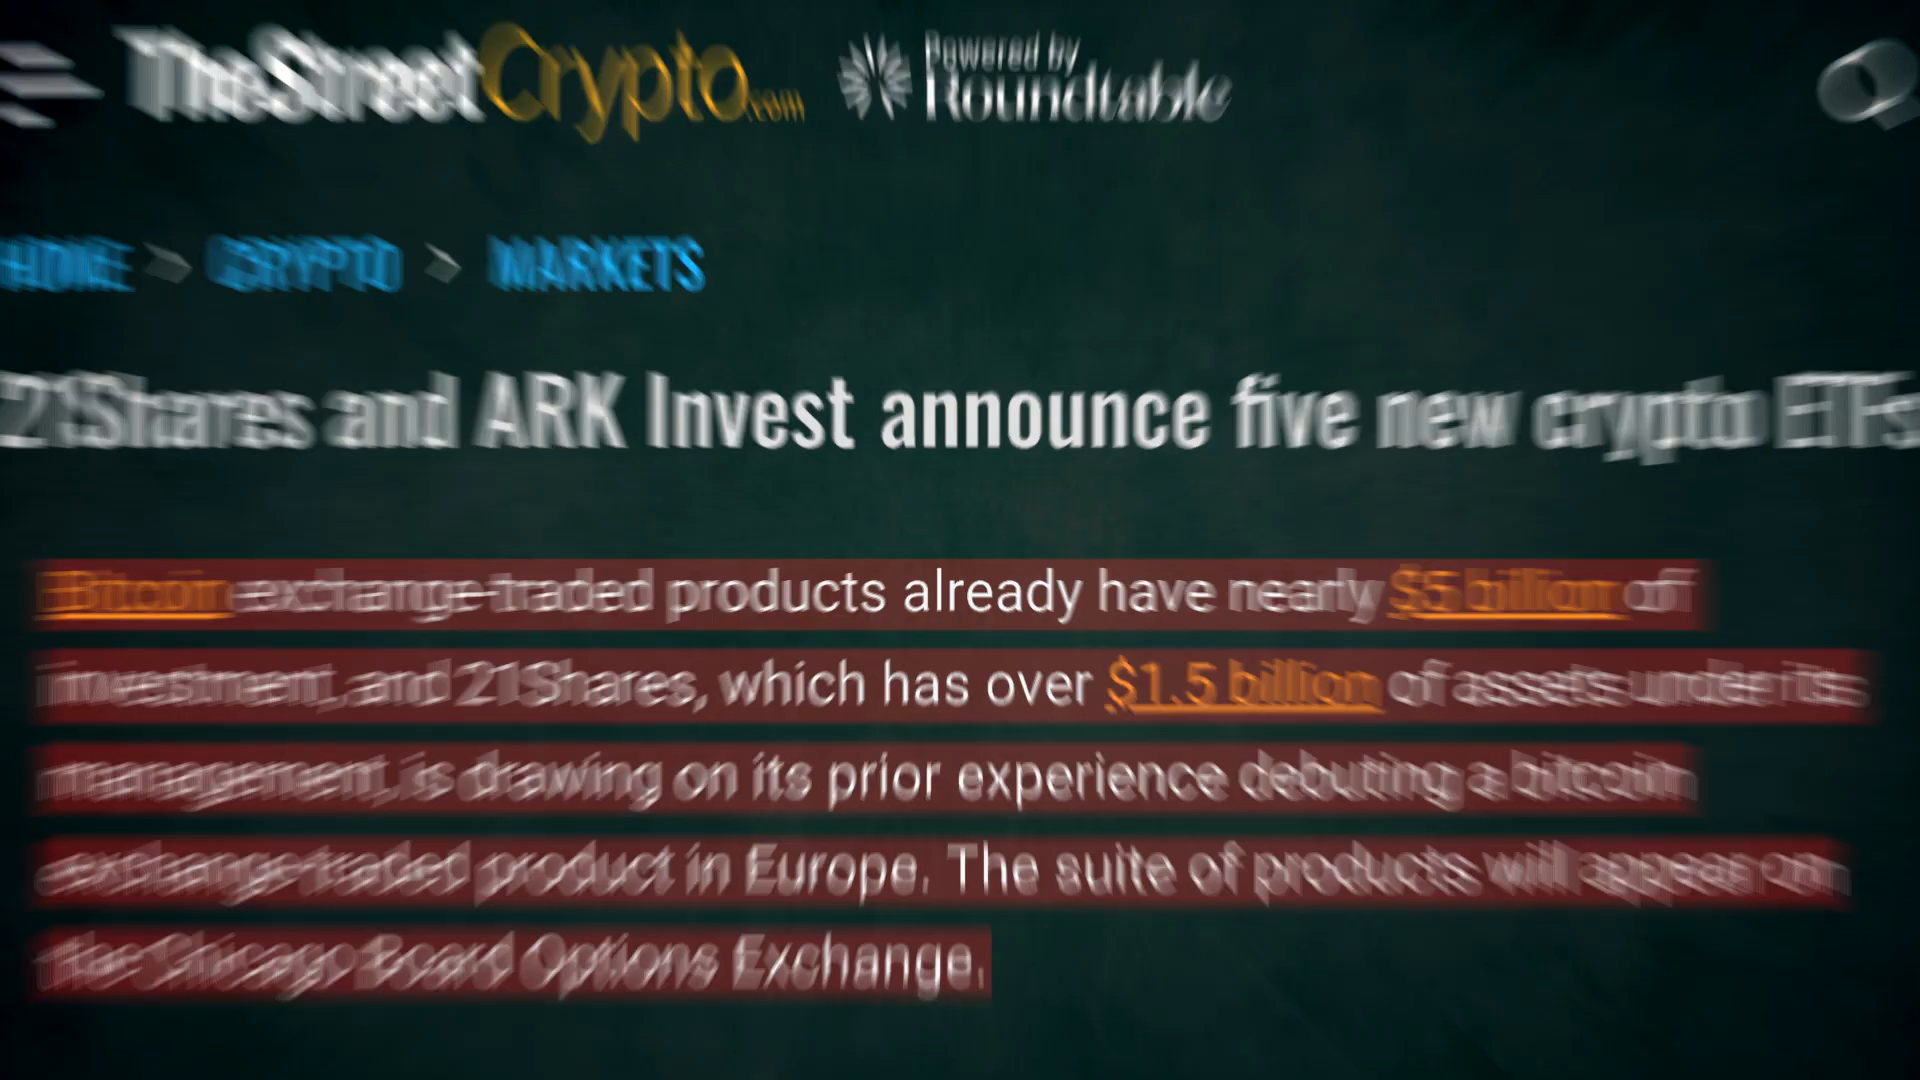 TheStreetCrypto.com Powered by
Roundtable
HOME > CRYPTO > MARKETS
21Shares and ARK Invest announce five new crypto ETFs
Bitcoin exchange-traded products already have nearly $5 billion of
investment, and 21Shares, which has over $1.5 billion of assets under its
management, is drawing on its prior experience debuting a bitcoin
exchange-traded product in Europe. The suite of products will appear on
the Chicago Board Options Exchange.